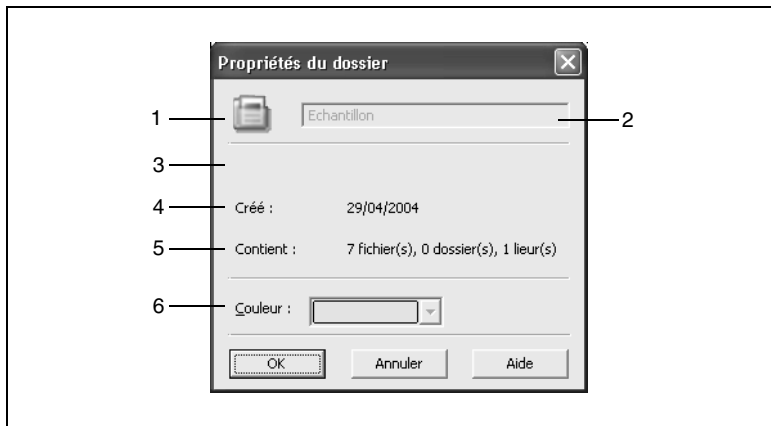 Propriétés du dossier
1 Echantillon 2
3
4 Créé : 29/04/2004
5 Contient : 7 fichier(s), 0 dossier(s), 1 lieur(s)
6 Couleur :
OK Annuler Aide